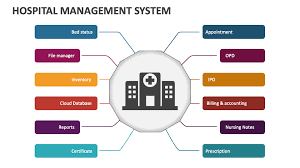 HOSPITAL MANAGEMENT SYSTEM
Bed status
File manager
Inventory
Cloud Database
Reports
Certificate
Appointment
OPD
IPD
Billing & accounting
Nursing Notes
Prescription